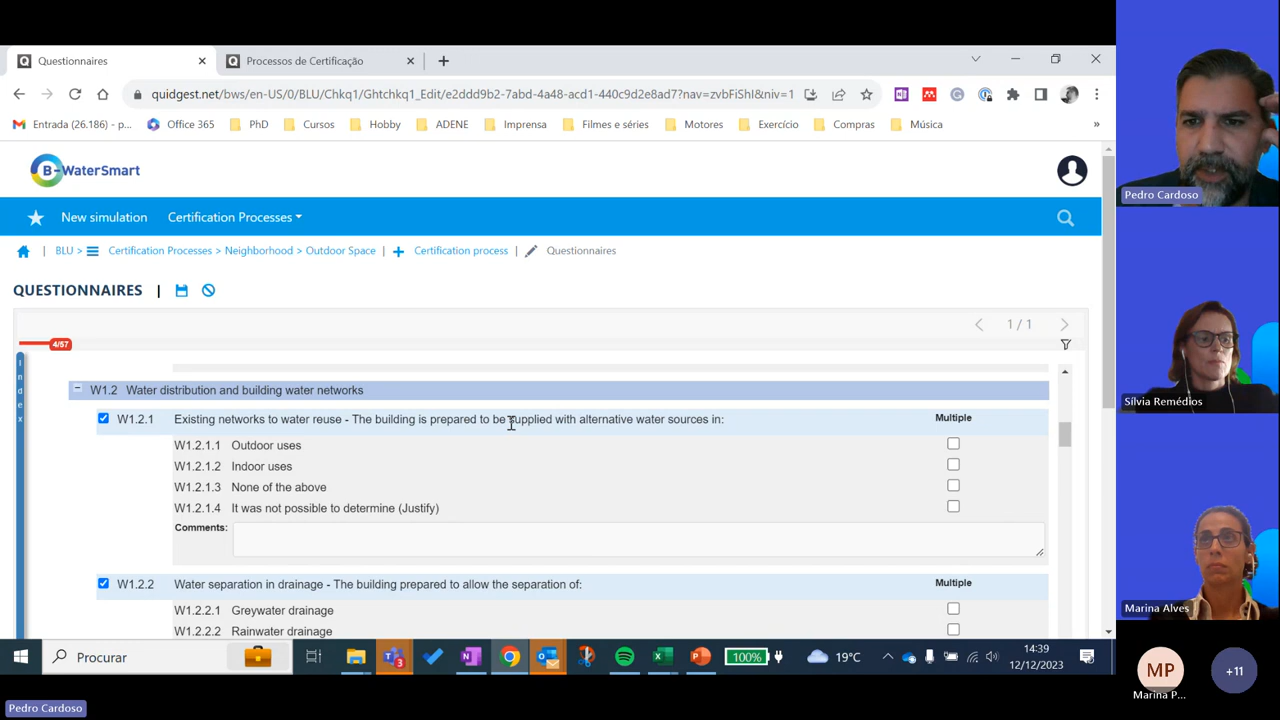 Questionnaires
Processos de Certificação
quidgest.net/bws/en-US/0/BLU/Chkq1/Ghtchkq1_Edit/e2ddd9b2-7abd-4a48-acd1-440c9d2e8ad7?nav=zvbFiShI&niv=1
Entrada (26.186) - p...
Office 365
PhD
Cursos
Hobby
ADENE
Imprensa
Filmes e séries
Motores
Exercício
Compras
Música
»
B-WaterSmart
New simulation
Certification Processes
BLU > Certification Processes > Neighborhood > Outdoor Space | + Certification process | Questionnaires
QUESTIONNAIRES |
1 / 1
4/57
Index
W1.2 Water distribution and building water networks
W1.2.1 Existing networks to water reuse - The building is prepared to be supplied with alternative water sources in: Multiple
W1.2.1.1 Outdoor uses
W1.2.1.2 Indoor uses
W1.2.1.3 None of the above
W1.2.1.4 It was not possible to determine (Justify)
Comments:
W1.2.2 Water separation in drainage - The building prepared to allow the separation of: Multiple
W1.2.2.1 Greywater drainage
W1.2.2.2 Rainwater drainage
Procurar
3
100%
19°C
14:39
12/12/2023
Pedro Cardoso
Sílvia Remédios
Marina Alves
MP
Marina P...
+11
Pedro Cardoso